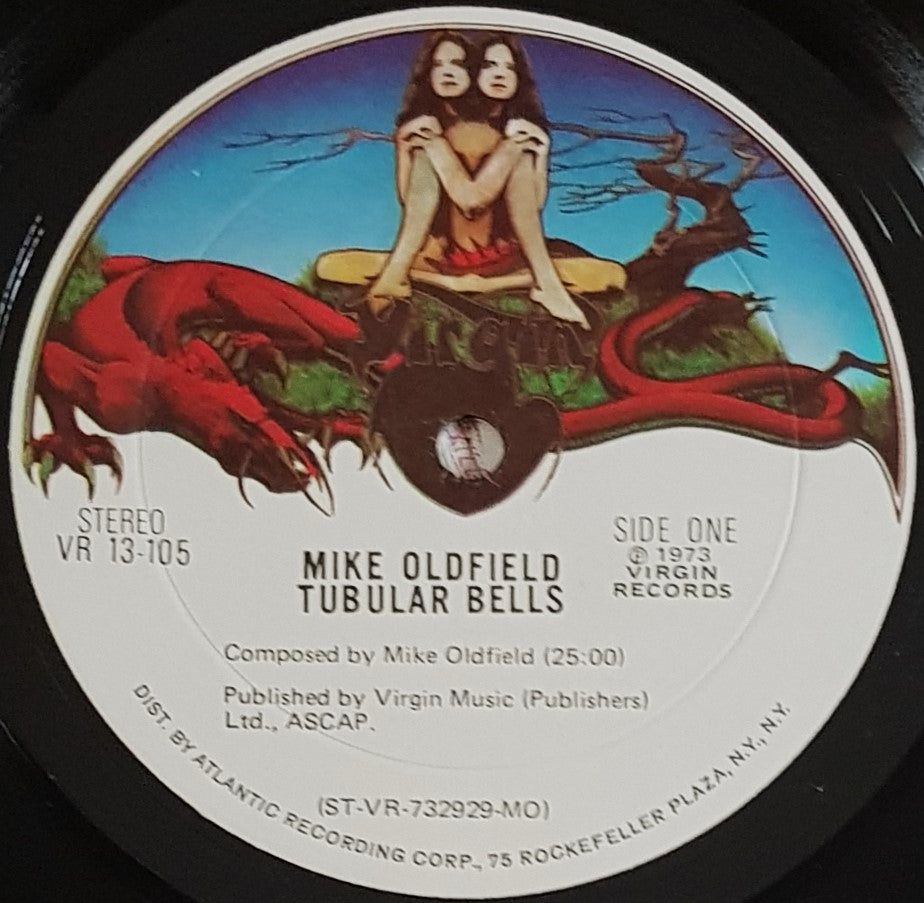 Virgin
STEREO
VR 13-105
SIDE ONE
℗ 1973
VIRGIN
RECORDS
MIKE OLDFIELD
TUBULAR BELLS
Composed by Mike Oldfield (25:00)
Published by Virgin Music (Publishers)
Ltd., ASCAP.
(ST-VR-732929-MO)
DIST. BY ATLANTIC RECORDING CORP., 75 ROCKEFELLER PLAZA, N.Y., N.Y.